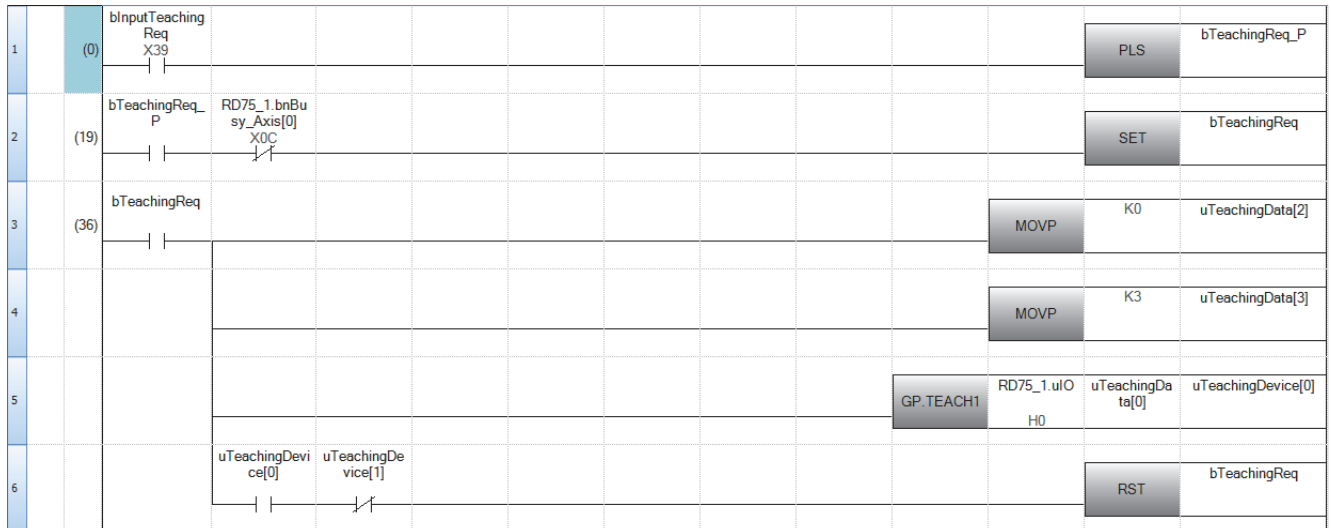 bInputTeaching
Req
X39
1
(0)
PLS
bTeachingReq_P
bTeachingReq_
P
RD75_1.bnBu
sy_Axis[0]
X0C
2
(19)
SET
bTeachingReq
bTeachingReq
3
(36)
MOVP
K0
uTeachingData[2]
4
MOVP
K3
uTeachingData[3]
5
GP.TEACH1
RD75_1.uIO
H0
uTeachingDa
ta[0]
uTeachingDevice[0]
uTeachingDevi
ce[0]
uTeachingDe
vice[1]
6
RST
bTeachingReq